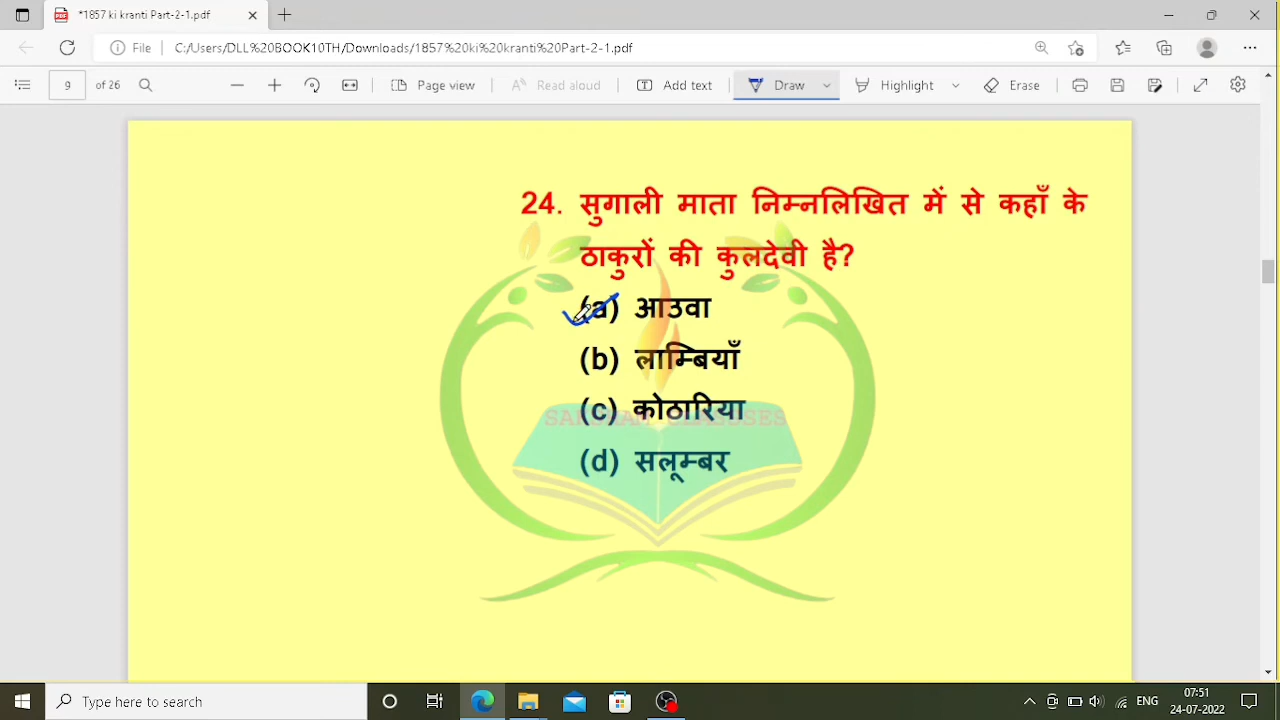 *1857 ki kranti Part-2-1.pdf
File C:/Users/DLL%20BOOK10TH/Downloads/1857%20ki%20kranti%20Part-2-1.pdf
9 of 26 Page view Read aloud Add text Draw Highlight Erase
24. सुगाली माता निम्नलिखित में से कहाँ के
ठाकुरों की कुलदेवी है?
(a) आउवा
(b) लाम्बियाँ
(c) कोठारिया
SAKSHAM CLASSES
(d) सलूम्बर
Type here to search ENG 07:51
24-07-2022